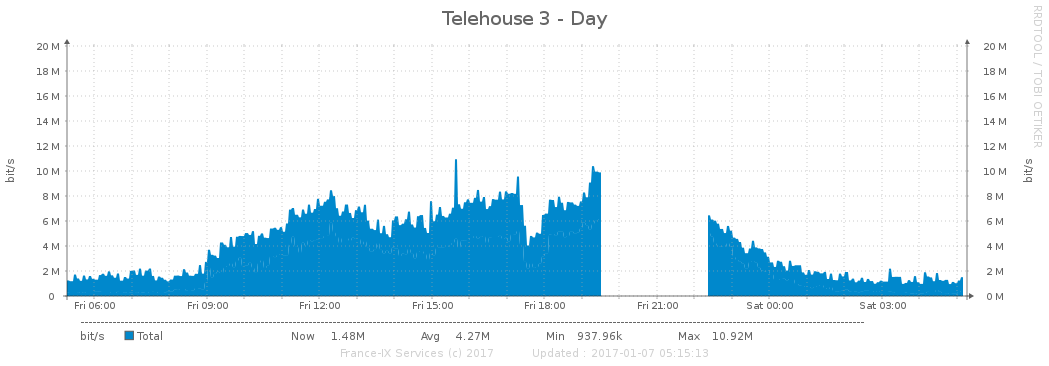 Telehouse 3 - Day
RRDTOOL / TOBI OETIKER
bit/s
20 M 20 M
18 M 18 M
16 M 16 M
14 M 14 M
12 M 12 M
10 M 10 M
8 M 8 M
6 M 6 M
4 M 4 M
2 M 2 M
0 0 M
bit/s
Fri 06:00 Fri 09:00 Fri 12:00 Fri 15:00 Fri 18:00 Fri 21:00 Sat 00:00 Sat 03:00
bit/s Total Now 1.48M Avg 4.27M Min 937.96k Max 10.92M
France-IX Services (c) 2017 Updated : 2017-01-07 05:15:13